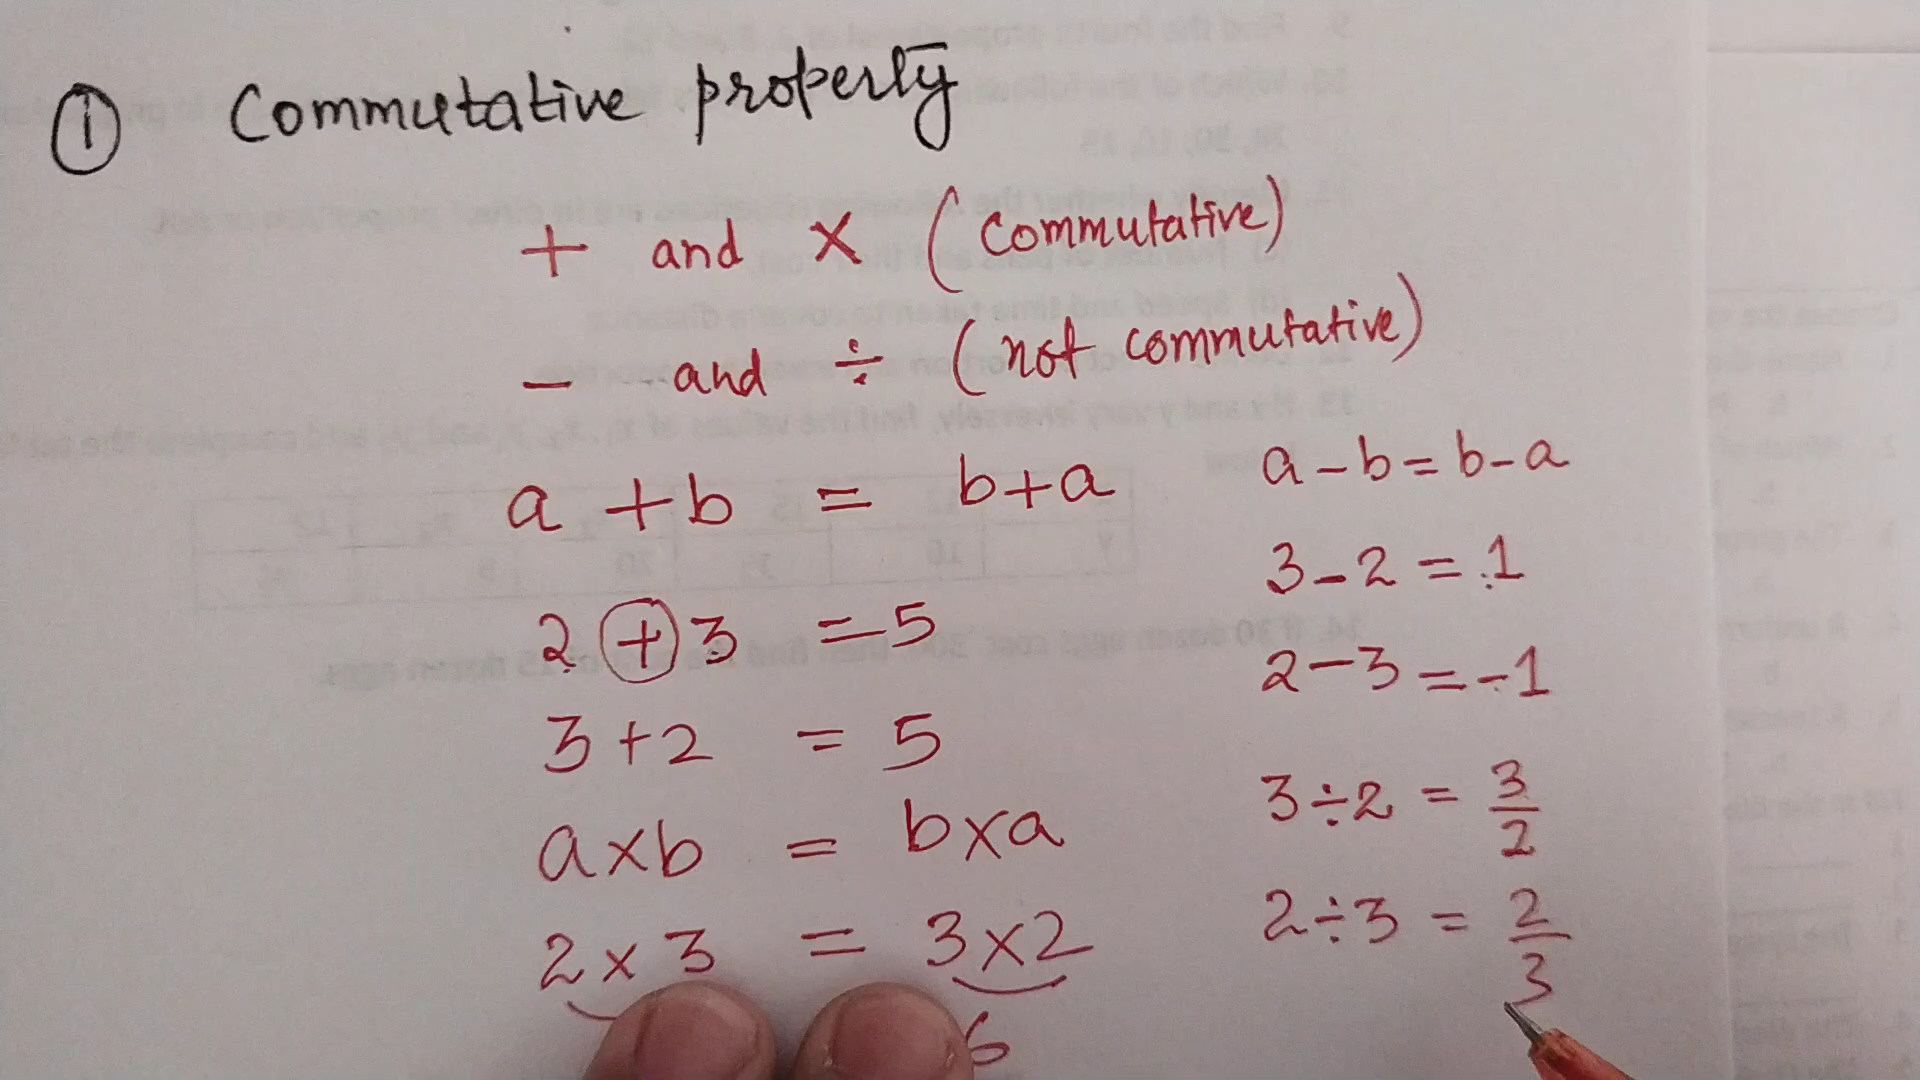 ① Commutative property
+ and × (commutative)
- and ÷ (not commutative)
a + b = b+a
2 + 3 = 5
3 + 2 = 5
a×b = b×a
2 × 3 = 3×2
6
a - b = b - a
3 - 2 = 1
2 - 3 = -1
3 ÷ 2 = 3/2
2 ÷ 3 = 2/3